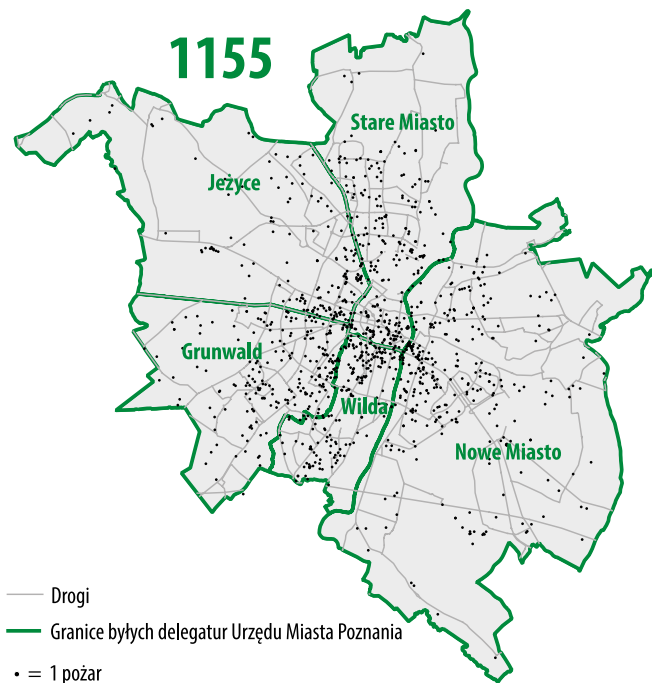 1155
Stare Miasto
Jeżyce
Grunwald
Wilda
Nowe Miasto
Drogi
Granice byłych delegatur Urzędu Miasta Poznania
• = 1 pożar